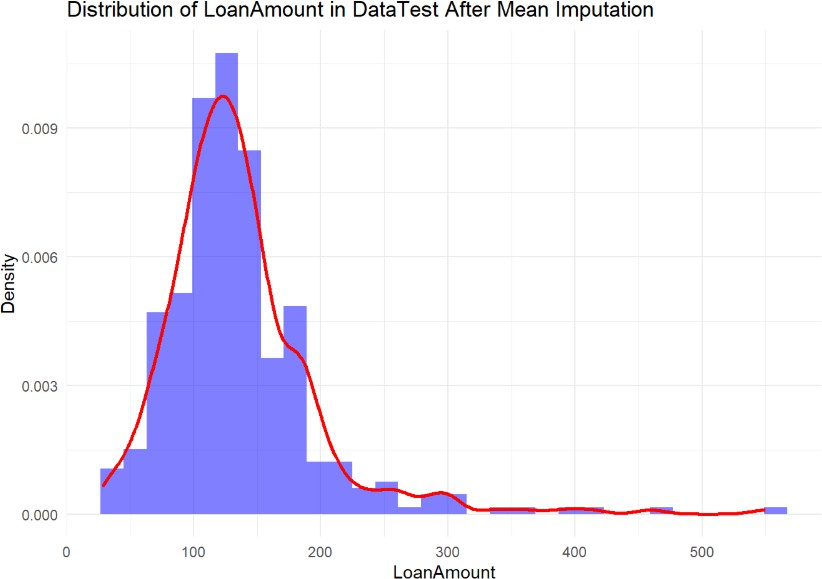 Distribution of LoanAmount in DataTest After Mean Imputation
0.009
0.006
Density
0.003
0.000
0 100 200 300 400 500
LoanAmount